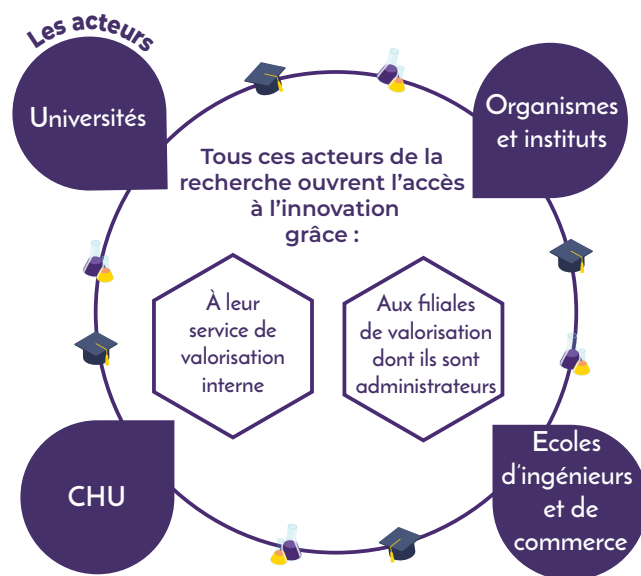 Les acteurs
Universités
Organismes
et instituts
Tous ces acteurs de la
recherche ouvrent l’accès
à l’innovation
grâce :
À leur
service de
valorisation
interne
Aux filiales
de valorisation
dont ils sont
administrateurs
CHU
Ecoles
d’ingénieurs
et de
commerce